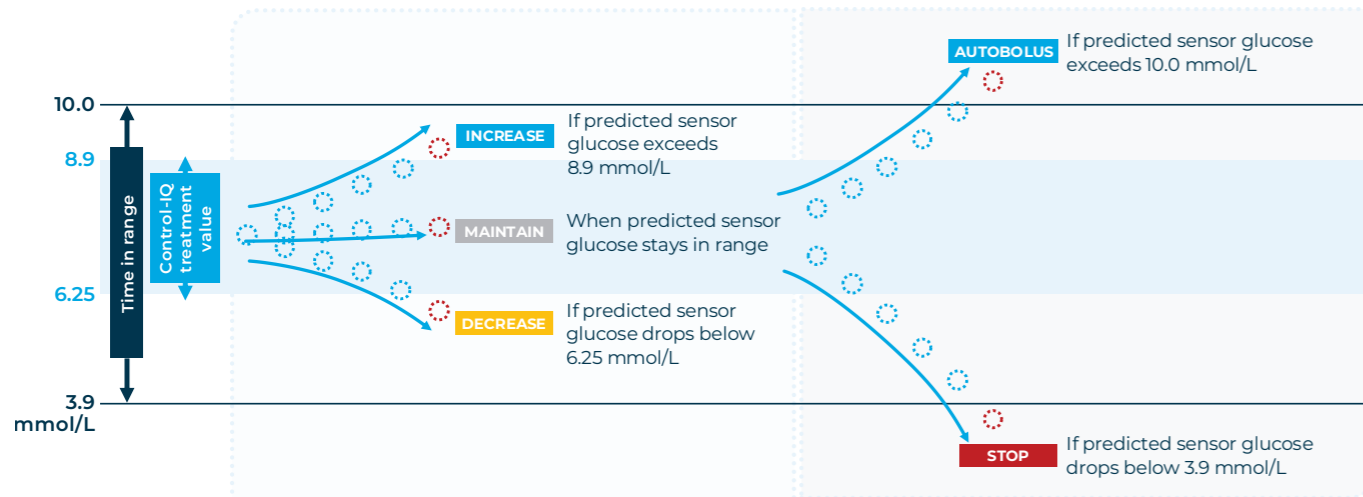 10.0
8.9
6.25
3.9
mmol/L
Time in range
Control-IQ
treatment
value
INCREASE
If predicted sensor
glucose exceeds
8.9 mmol/L
MAINTAIN
When predicted sensor
glucose stays in range
DECREASE
If predicted sensor
glucose drops below
6.25 mmol/L
AUTOBOLUS
If predicted sensor glucose
exceeds 10.0 mmol/L
STOP
If predicted sensor glucose
drops below 3.9 mmol/L